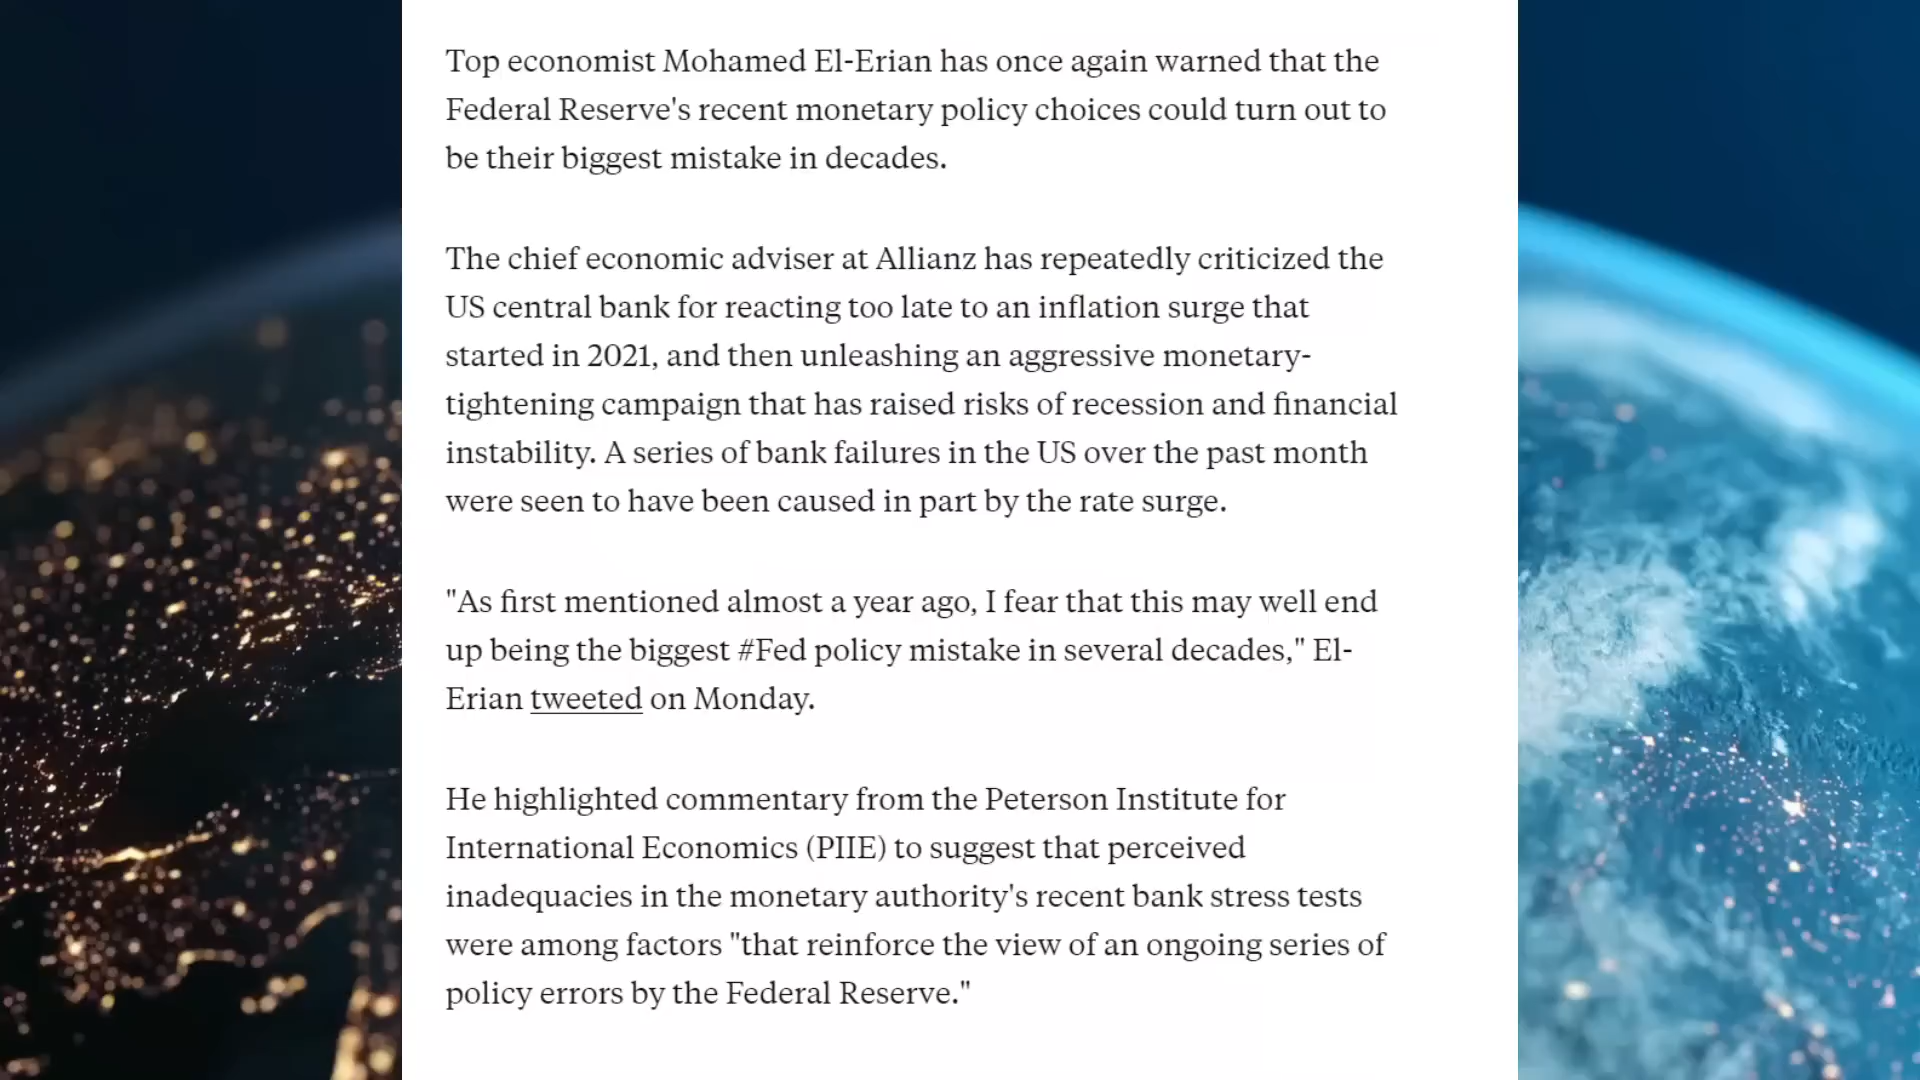 Top economist Mohamed El-Erian has once again warned that the
Federal Reserve's recent monetary policy choices could turn out to
be their biggest mistake in decades.
The chief economic adviser at Allianz has repeatedly criticized the
US central bank for reacting too late to an inflation surge that
started in 2021, and then unleashing an aggressive monetary-
tightening campaign that has raised risks of recession and financial
instability. A series of bank failures in the US over the past month
were seen to have been caused in part by the rate surge.
"As first mentioned almost a year ago, I fear that this may well end
up being the biggest #Fed policy mistake in several decades," El-
Erian tweeted on Monday.
He highlighted commentary from the Peterson Institute for
International Economics (PIIE) to suggest that perceived
inadequacies in the monetary authority's recent bank stress tests
were among factors "that reinforce the view of an ongoing series of
policy errors by the Federal Reserve."